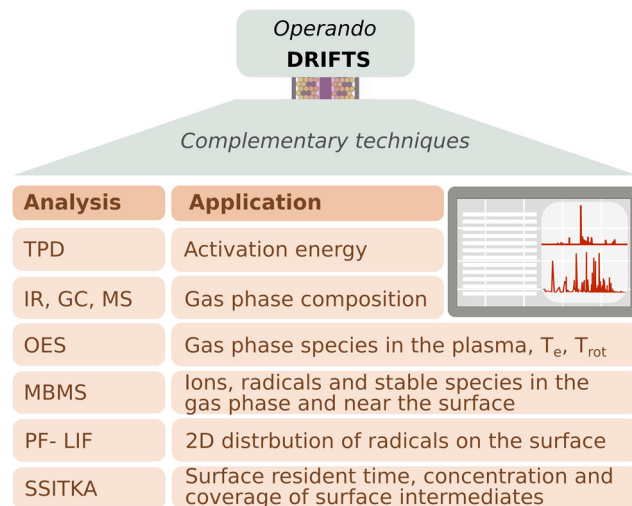 Operando
DRIFTS
Complementary techniques
Analysis Application
TPD Activation energy
IR, GC, MS Gas phase composition
OES Gas phase species in the plasma, Te, Trot
MBMS Ions, radicals and stable species in the
gas phase and near the surface
PF- LIF 2D distrbution of radicals on the surface
SSITKA Surface resident time, concentration and
coverage of surface intermediates